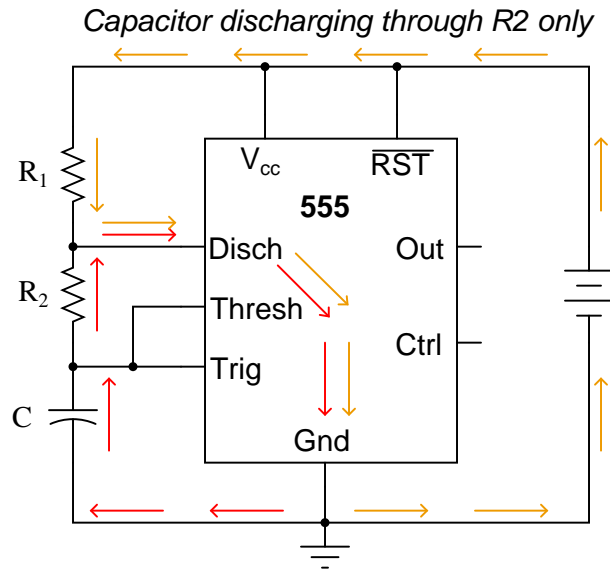 Capacitor discharging through R2 only
Vcc
RST
R1
555
Disch
Out
R2
Thresh
Ctrl
Trig
C
Gnd